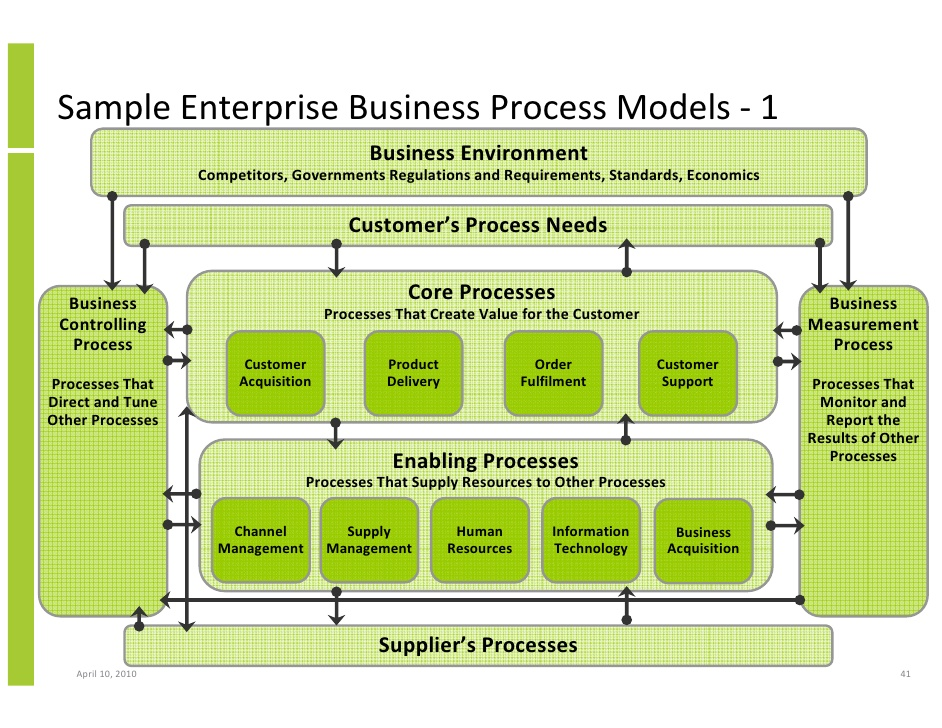 Sample Enterprise Business Process Models - 1
Business Environment
Competitors, Governments Regulations and Requirements, Standards, Economics
Customer’s Process Needs
Business
Controlling
Process
Processes That
Direct and Tune
Other Processes
Core Processes
Processes That Create Value for the Customer
Customer
Acquisition
Product
Delivery
Order
Fulfilment
Customer
Support
Business
Measurement
Process
Processes That
Monitor and
Report the
Results of Other
Processes
Enabling Processes
Processes That Supply Resources to Other Processes
Channel
Management
Supply
Management
Human
Resources
Information
Technology
Business
Acquisition
Supplier’s Processes
April 10, 2010
41